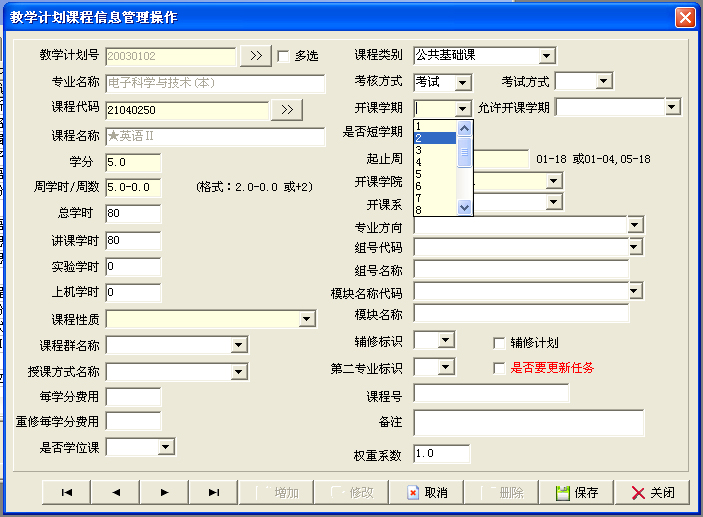 教学计划课程信息管理操作
教学计划号 20030102 >> 多选
专业名称 电子科学与技术(本)
课程代码 21040250 >>
课程名称 ★英语Ⅱ
学分 5.0
周学时/周数 5.0-0.0 (格式：2.0-0.0 或+2)
总学时 80
讲课学时 80
实验学时 0
上机学时 0
课程性质
课程群名称
授课方式名称
每学分费用
重修每学分费用
是否学位课
课程类别 公共基础课
考核方式 考试 考试方式
开课学期 允许开课学期
1
2
3
4
5
6
7
8
是否短学期
起止周 01-18 或01-04,05-18
开课学院
开课系
专业方向
组号代码
组号名称
模块名称代码
模块名称
辅修标识 辅修计划
第二专业标识 是否要更新任务
课程号
备注
权重系数 1.0
增加 修改 取消 删除 保存 关闭